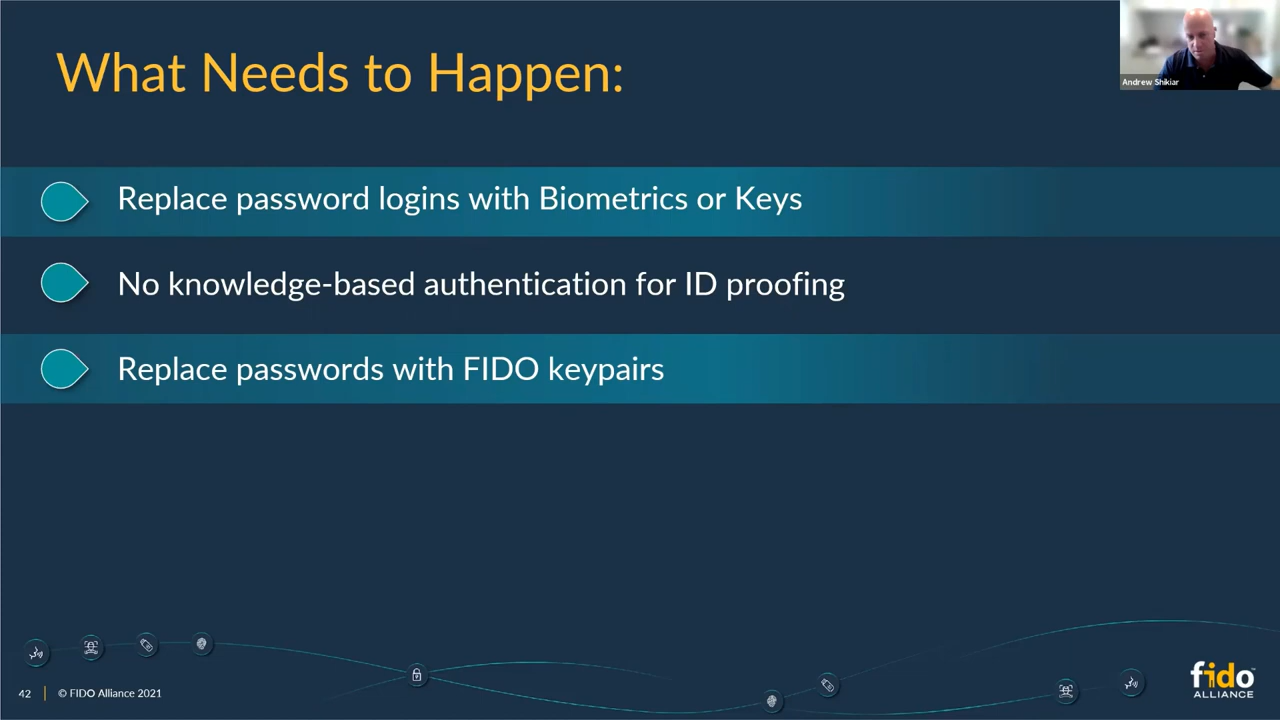 What Needs to Happen:
Andrew Shikiar
Replace password logins with Biometrics or Keys
No knowledge-based authentication for ID proofing
Replace passwords with FIDO keypairs
42 | © FIDO Alliance 2021
fido
ALLIANCE